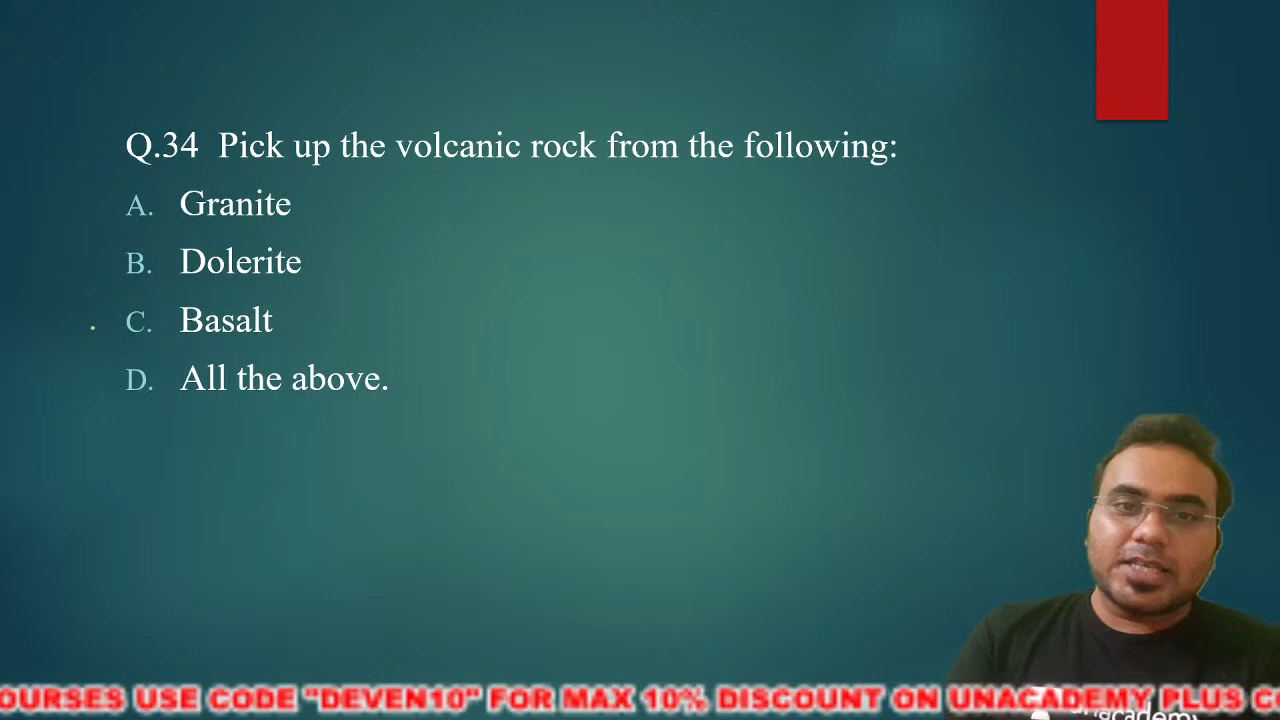 Q.34 Pick up the volcanic rock from the following:
A. Granite
B. Dolerite
C. Basalt
D. All the above.
USE CODE "DEVEN10" FOR MAX 10% DISCOUNT ON UNACADEMY PLUS